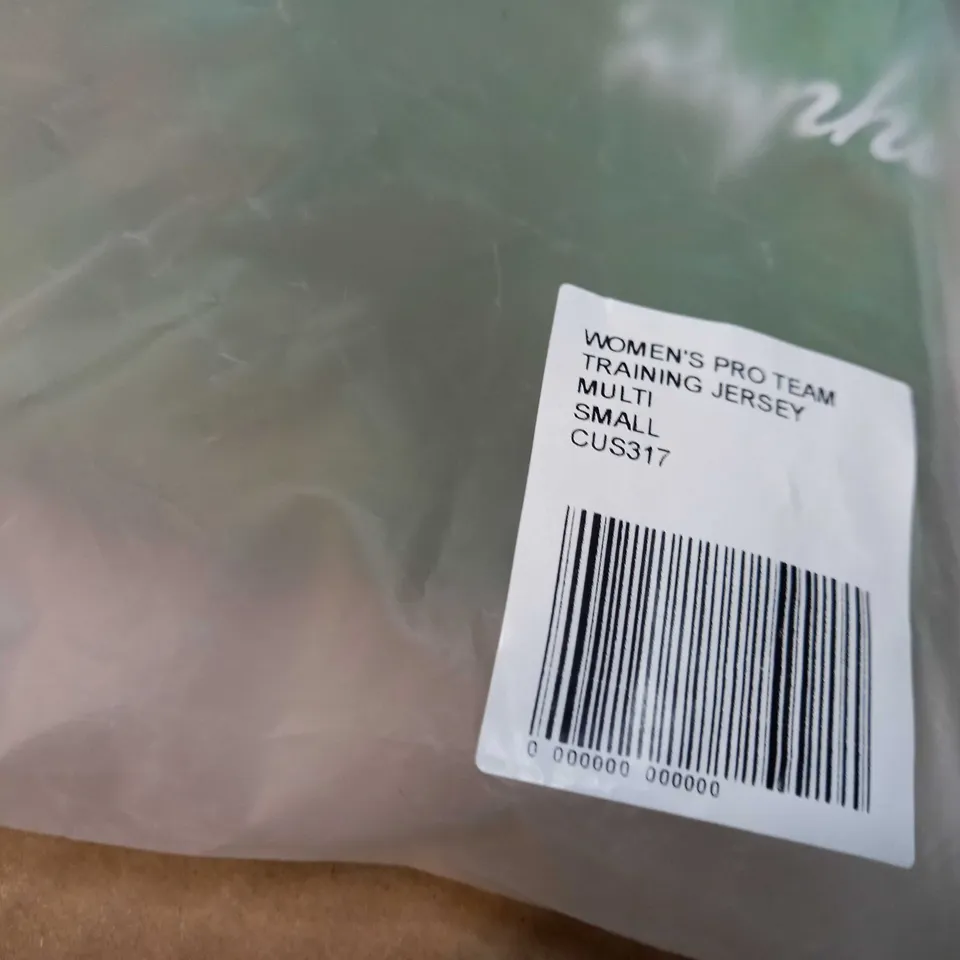 WOMEN'S PRO TEAM
TRAINING JERSEY
MULTI
SMALL
CUS317
0 000000 000000